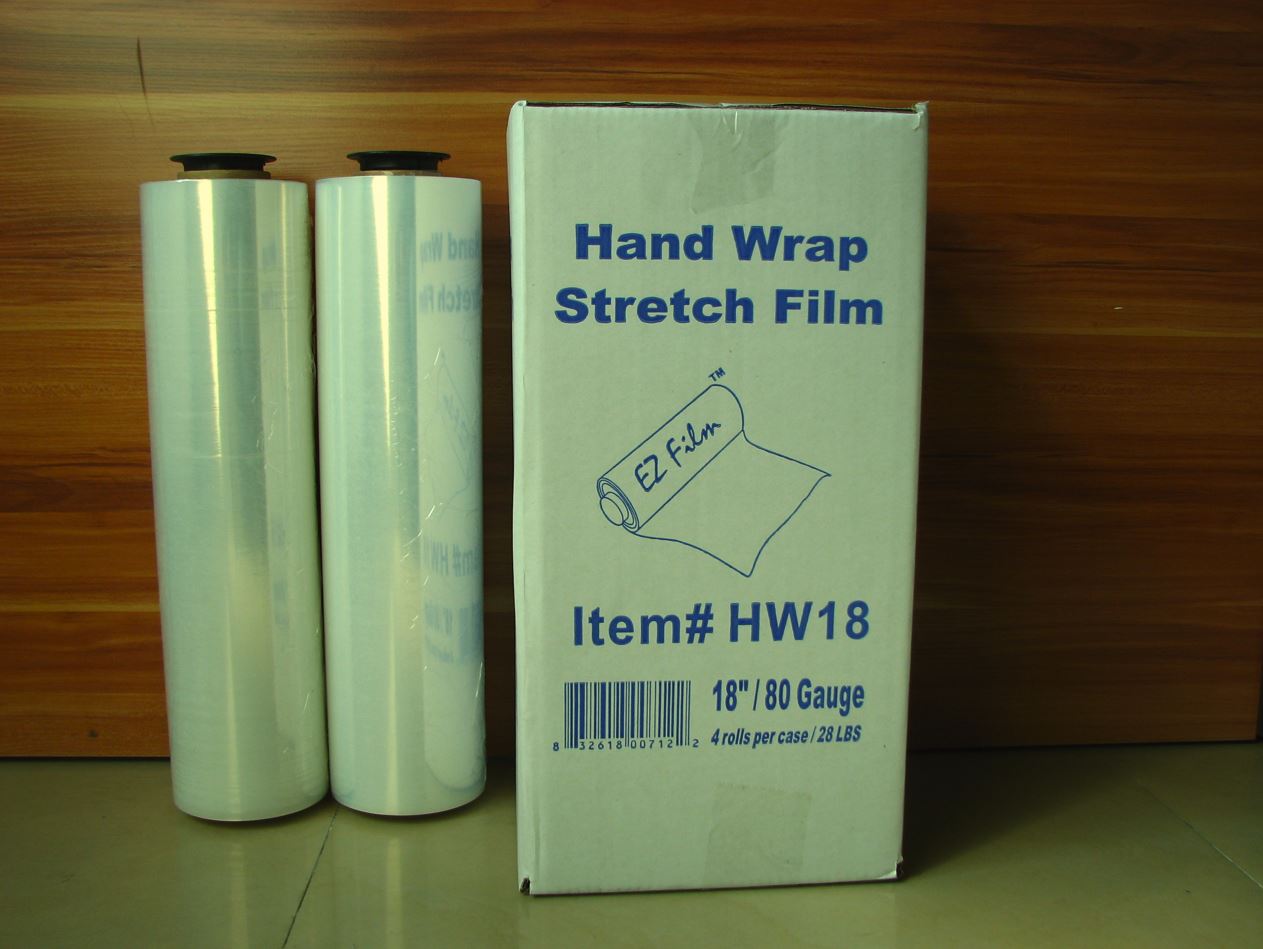 Hand Wrap
Stretch Film
TM
EZ Film
Item# HW18
18" / 80 Gauge
4 rolls per case / 28 LBS
8 32618 00712 2